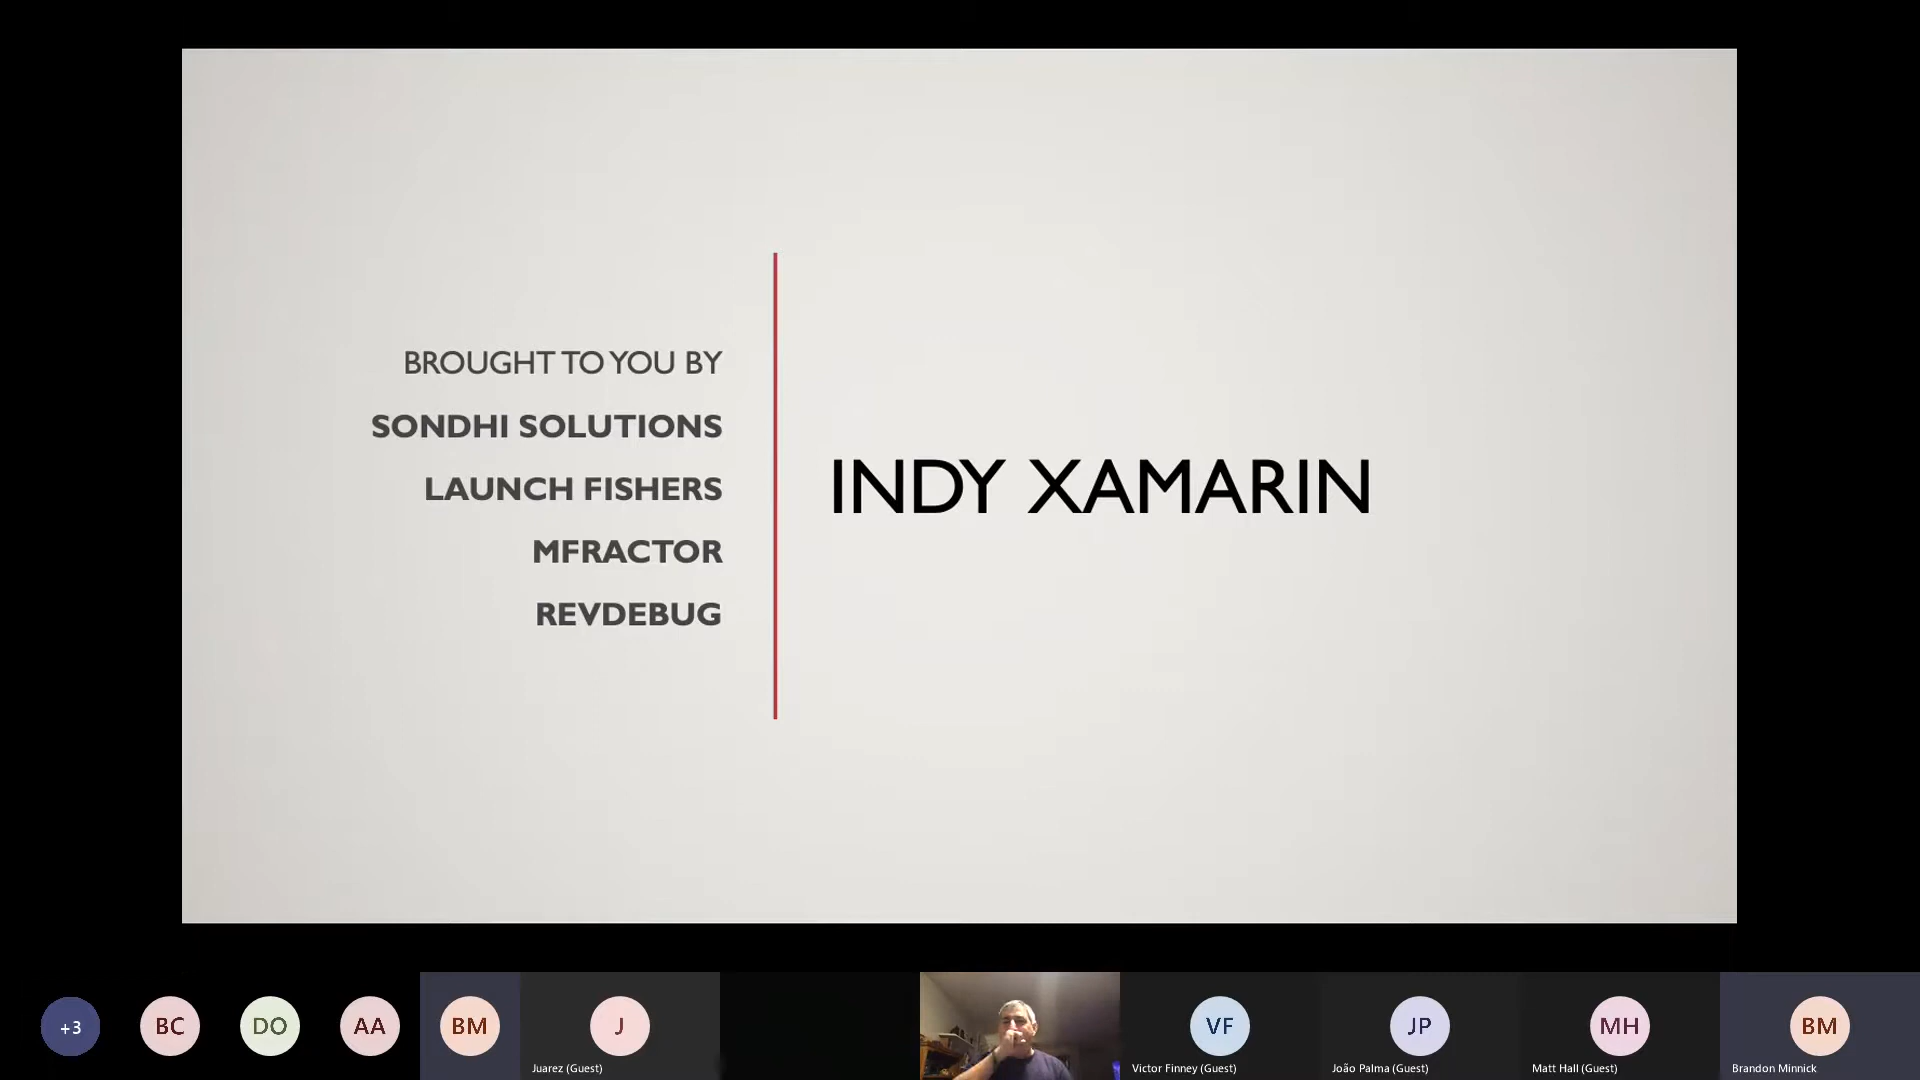 BROUGHT TO YOU BY
SONDHI SOLUTIONS
LAUNCH FISHERS
MFRACTOR
REVDEBUG
INDY XAMARIN
+3
BC
DO
AA
BM
J
Juarez (Guest)
VF
Victor Finney (Guest)
JP
João Palma (Guest)
MH
Matt Hall (Guest)
BM
Brandon Minnick